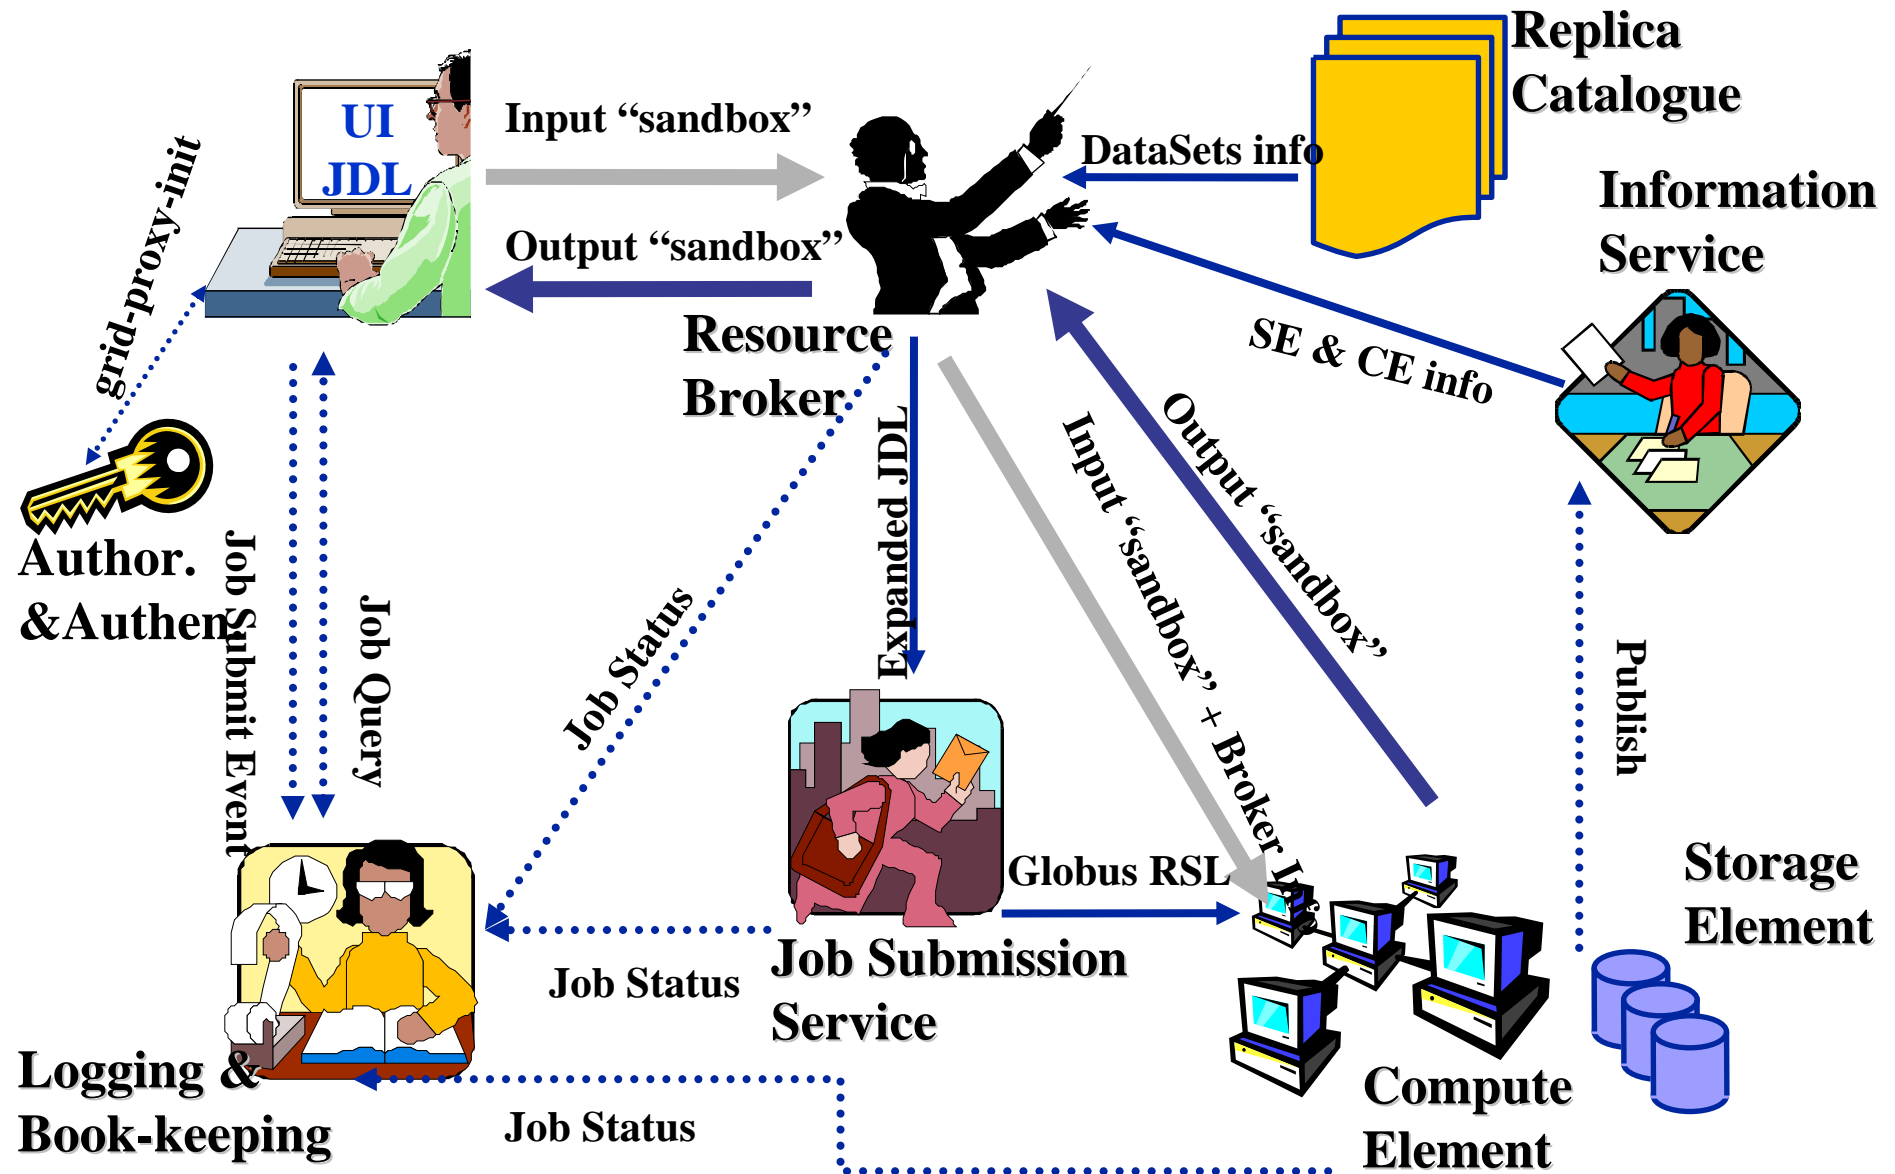 Replica
Catalogue
UI
JDL
Input “sandbox”
DataSets info
grid-proxy-init
Information
Service
Output “sandbox”
Resource
Broker
SE & CE info
Author.
&Authen
Job Submit Event
Job Query
Job Status
Expanded JDL
Input “sandbox” + Broker
Output “sandbox”
Publish
Globus RSL
Storage
Element
Job Submission
Service
Job Status
Logging &
Book-keeping
Job Status
Compute
Element